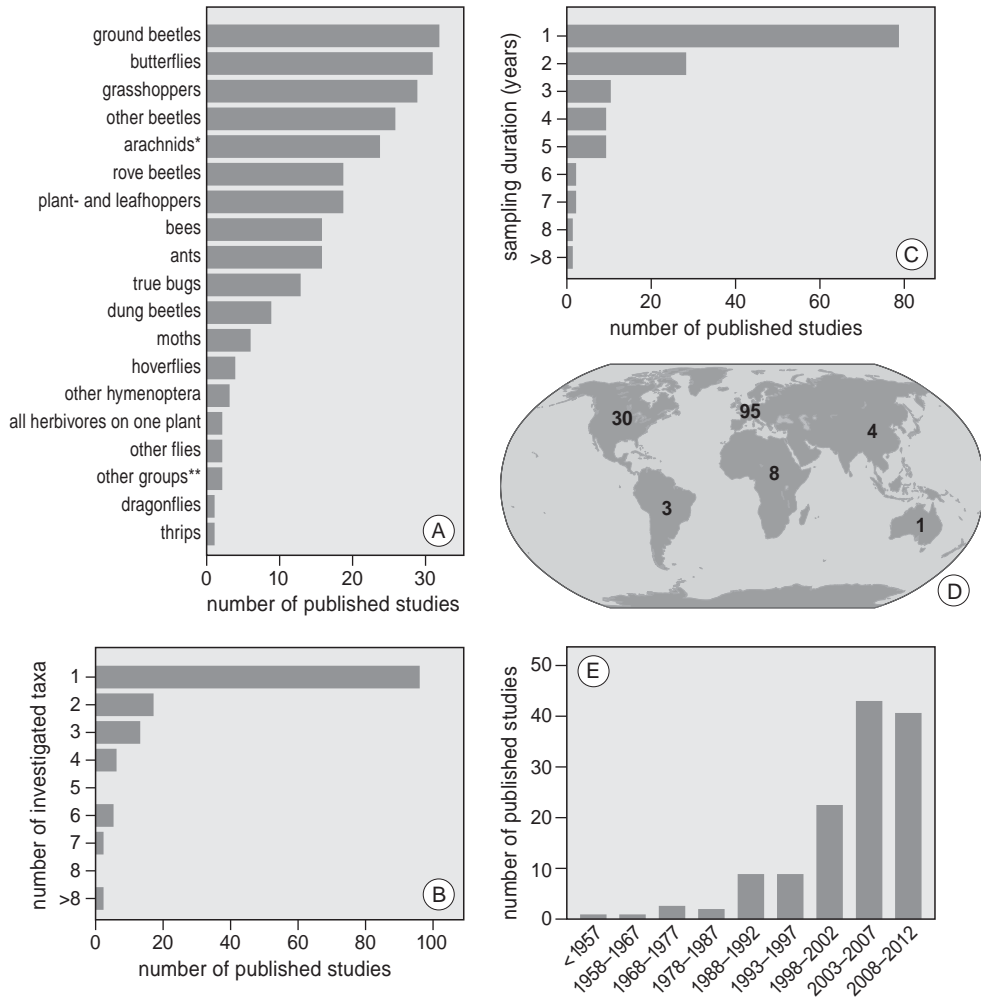 ground beetles
butterflies
grasshoppers
other beetles
arachnids*
rove beetles
plant- and leafhoppers
bees
ants
true bugs
dung beetles
moths
hoverflies
other hymenoptera
all herbivores on one plant
other flies
other groups**
dragonflies
thrips
A
0 10 20 30
number of published studies
sampling duration (years)
1
2
3
4
5
6
7
8
>8
C
0 20 40 60 80
number of published studies
30
95
4
8
3
1
D
number of investigated taxa
1
2
3
4
5
6
7
8
>8
B
0 20 40 60 80 100
number of published studies
E
number of published studies
50
40
30
20
10
0
<1957
1958–1967
1968–1977
1978–1987
1988–1992
1993–1997
1998–2002
2003–2007
2008–2012